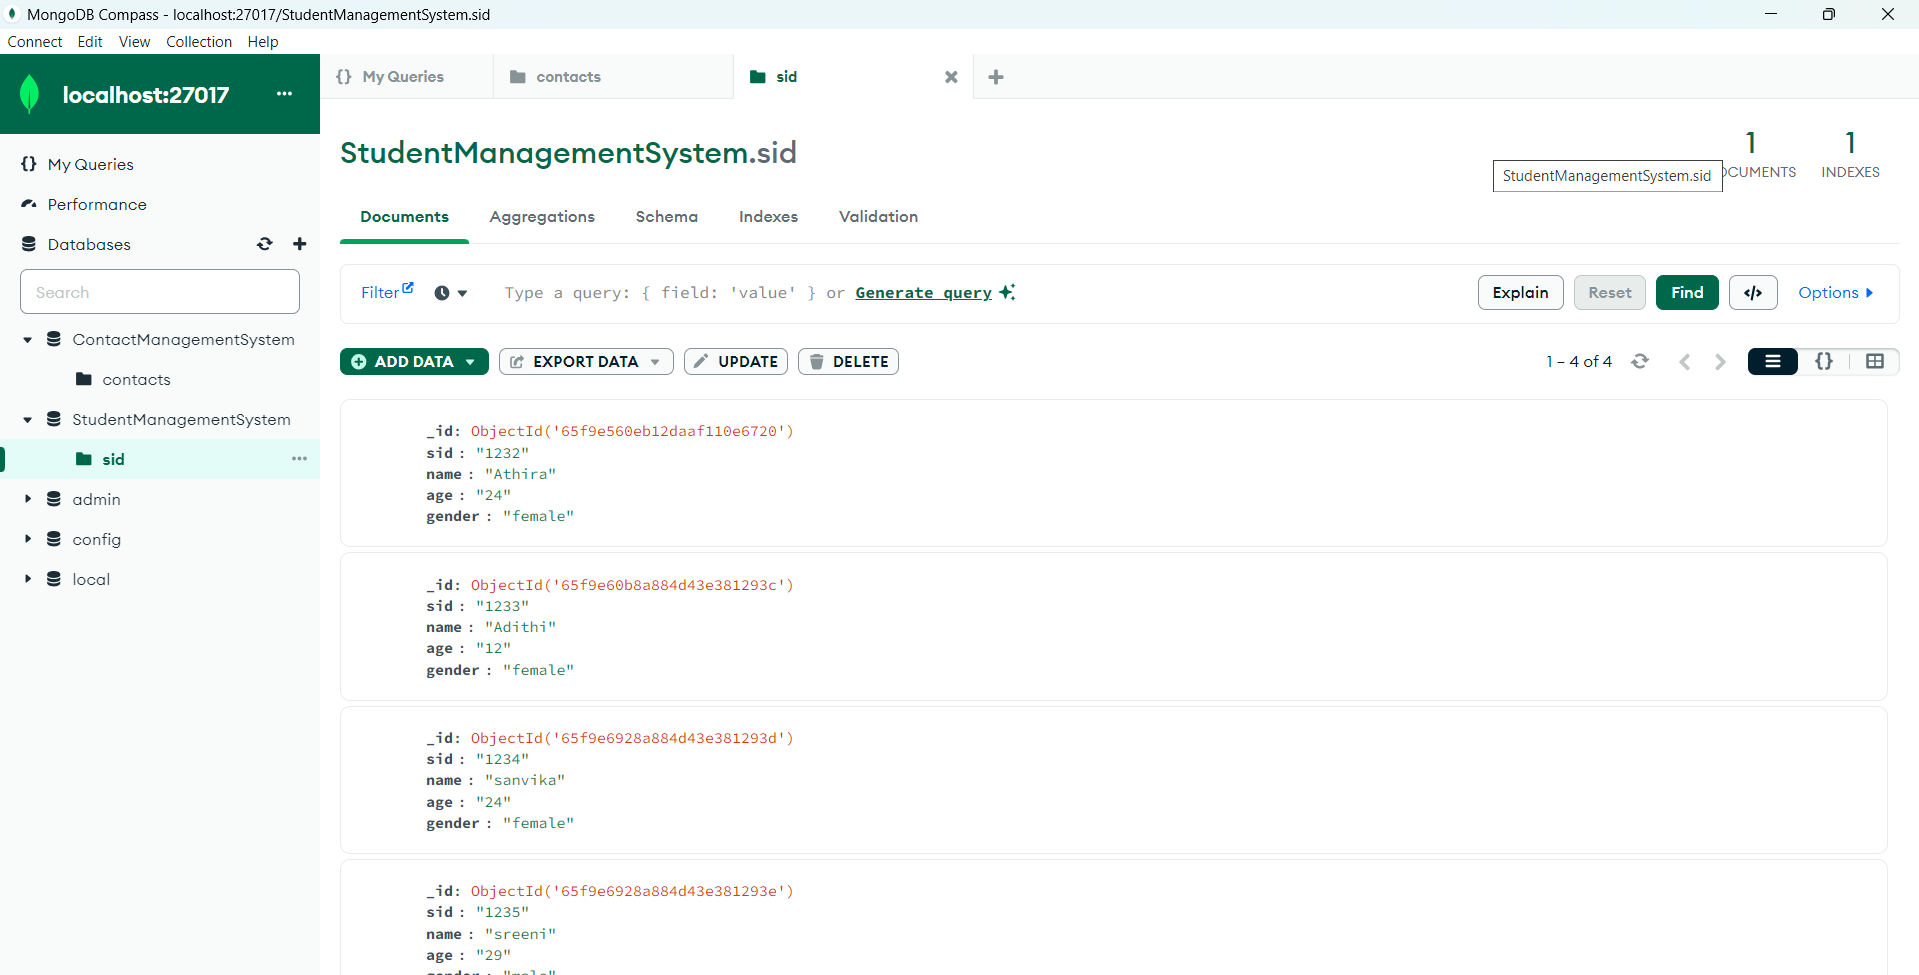 MongoDB Compass - localhost:27017/StudentManagementSystem.sid
Connect Edit View Collection Help
localhost:27017 ...
My Queries
Performance
Databases
Search
ContactManagementSystem
contacts
StudentManagementSystem
sid ...
admin
config
local
{} My Queries contacts sid
StudentManagementSystem.sid
1 1
StudentManagementSystem.sid INDEXES
Documents Aggregations Schema Indexes Validation
Filter Type a query: { field: 'value' } or Generate query Explain Reset Find </> Options
ADD DATA EXPORT DATA UPDATE DELETE 1 – 4 of 4 {}
_id: ObjectId('65f9e560eb12daaf110e6720')
sid : "1232"
name : "Athira"
age : "24"
gender : "female"
_id: ObjectId('65f9e60b8a884d43e381293c')
sid : "1233"
name : "Adithi"
age : "12"
gender : "female"
_id: ObjectId('65f9e6928a884d43e381293d')
sid : "1234"
name : "sanvika"
age : "24"
gender : "female"
_id: ObjectId('65f9e6928a884d43e381293e')
sid : "1235"
name : "sreeni"
age : "29"